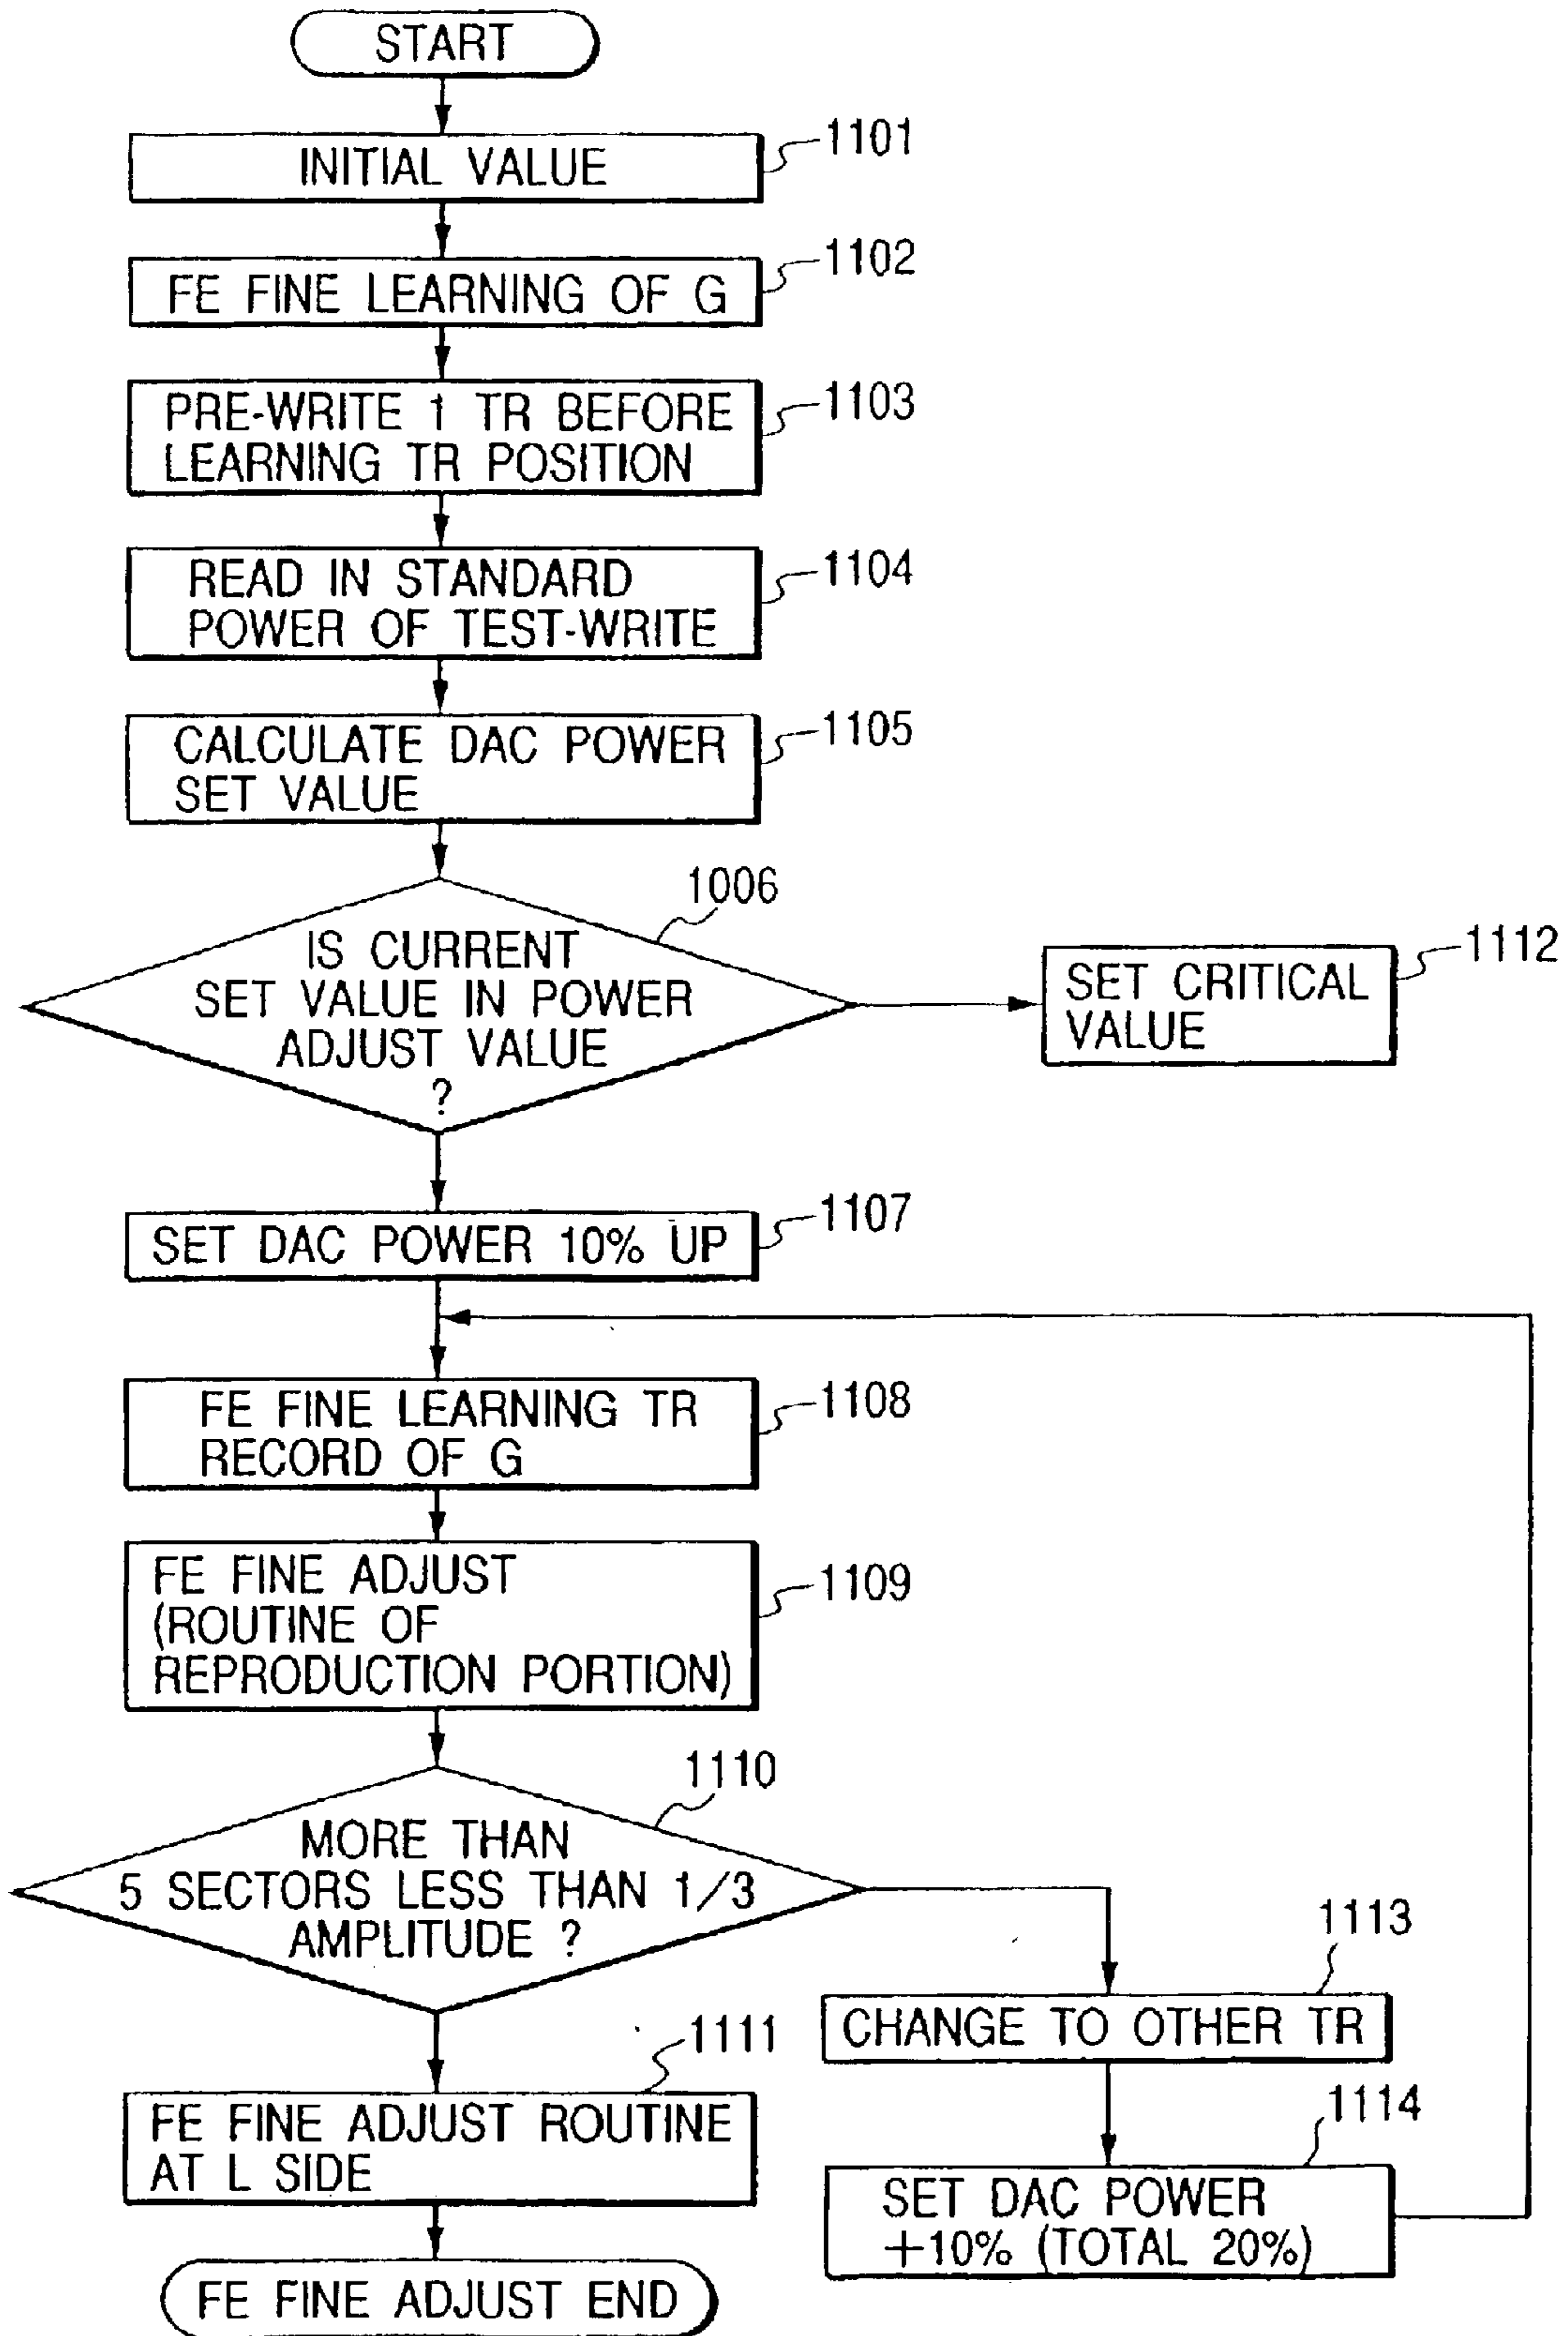 START
INITIAL VALUE
1101
FE FINE LEARNING OF G
1102
PRE-WRITE 1 TR BEFORE
LEARNING TR POSITION
1103
READ IN STANDARD
POWER OF TEST-WRITE
1104
CALCULATE DAC POWER
SET VALUE
1105
1006
IS CURRENT
SET VALUE IN POWER
ADJUST VALUE
?
SET CRITICAL
VALUE
1112
SET DAC POWER 10% UP
1107
FE FINE LEARNING TR
RECORD OF G
1108
FE FINE ADJUST
(ROUTINE OF
REPRODUCTION PORTION)
1109
1110
MORE THAN
5 SECTORS LESS THAN 1/3
AMPLITUDE ?
1113
CHANGE TO OTHER TR
1111
FE FINE ADJUST ROUTINE
AT L SIDE
1114
SET DAC POWER
+10% (TOTAL 20%)
FE FINE ADJUST END